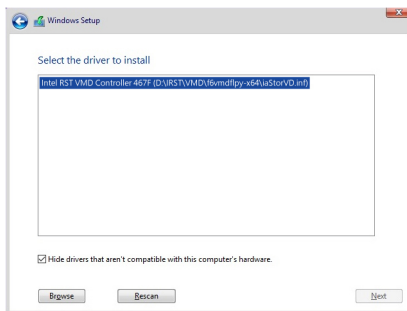 Windows Setup
Select the driver to install
Intel RST VMD Controller 467F (D:\IRST\VMD\f6vmdflpy-x64\iaStorVD.inf)
Hide drivers that aren't compatible with this computer's hardware.
Browse
Rescan
Next